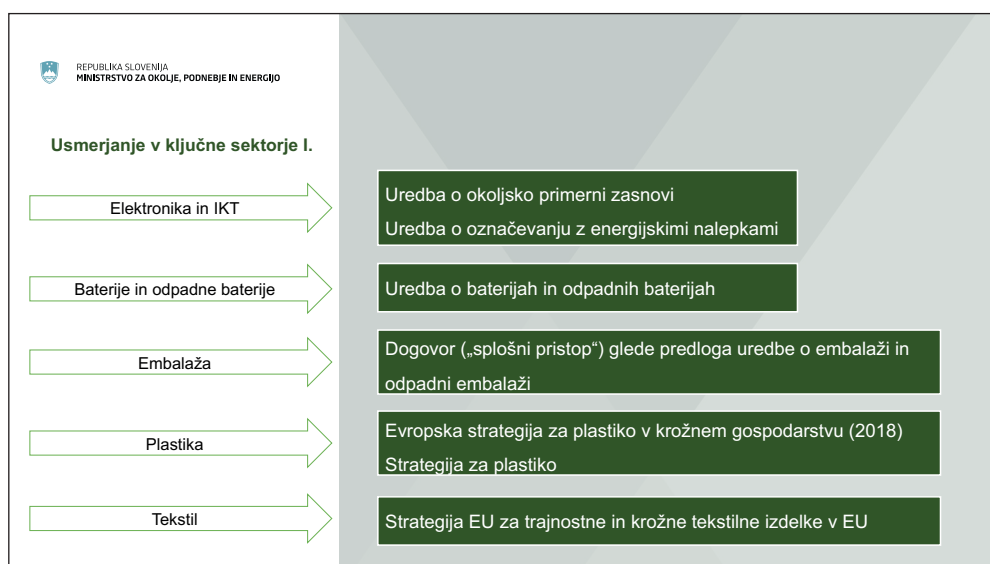 REPUBLIKA SLOVENIJA
MINISTRSTVO ZA OKOLJE, PODNEBJE IN ENERGIJO
Usmerjanje v ključne sektorje I.
Elektronika in IKT
Uredba o okoljsko primerni zasnovi
Uredba o označevanju z energijskimi nalepkami
Baterije in odpadne baterije
Uredba o baterijah in odpadnih baterijah
Embalaža
Dogovor („splošni pristop“) glede predloga uredbe o embalaži in
odpadni embalaži
Plastika
Evropska strategija za plastiko v krožnem gospodarstvu (2018)
Strategija za plastiko
Tekstil
Strategija EU za trajnostne in krožne tekstilne izdelke v EU